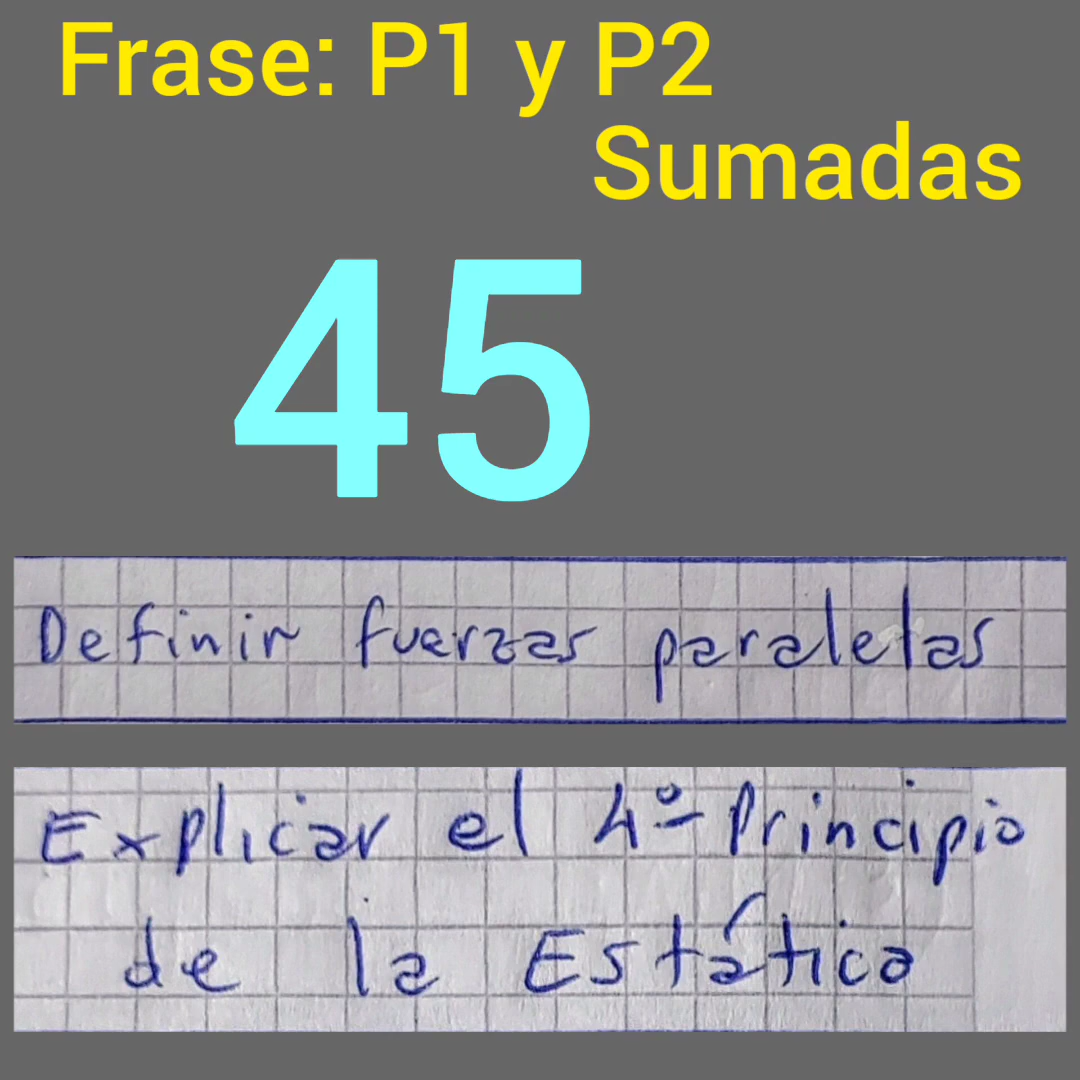 Frase: P1 y P2
Sumadas
45
Definir fuerzas paralelas
Explicar el 4º Principio
de la Estática